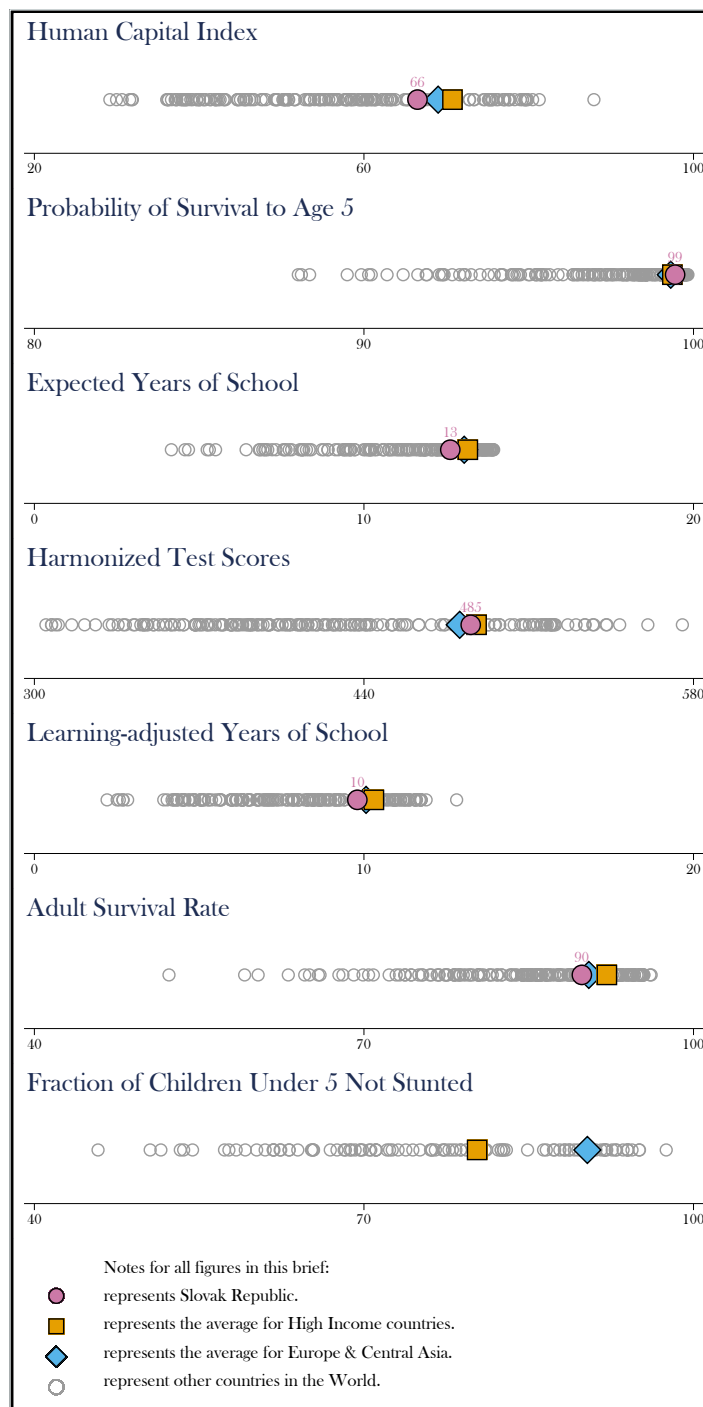 Human Capital Index
66
20 60 100
Probability of Survival to Age 5
99
80 90 100
Expected Years of School
13
0 10 20
Harmonized Test Scores
485
300 440 580
Learning-adjusted Years of School
10
0 10 20
Adult Survival Rate
90
40 70 100
Fraction of Children Under 5 Not Stunted
40 70 100
Notes for all figures in this brief:
represents Slovak Republic.
represents the average for High Income countries.
represents the average for Europe & Central Asia.
represent other countries in the World.